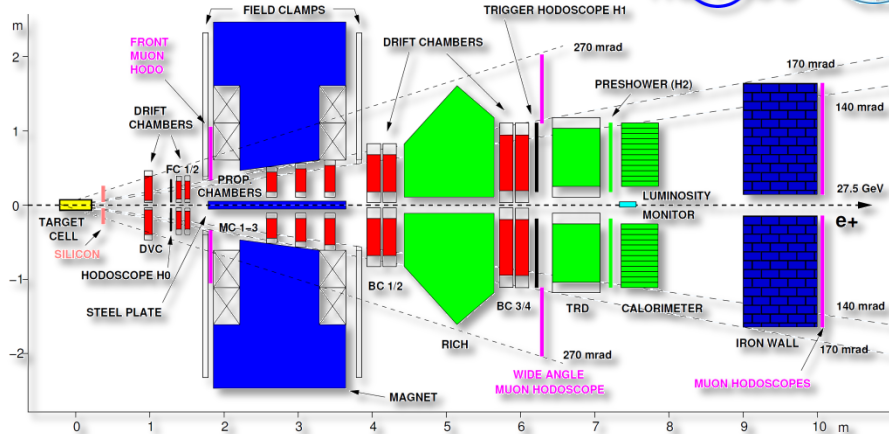 FIELD CLAMPS
TRIGGER HODOSCOPE H1
m
FRONT
MUON
HODO
DRIFT CHAMBERS
270 mrad
170 mrad
2
PRESHOWER (H2)
DRIFT
CHAMBERS
140 mrad
1
FC 1/2
PROP.
CHAMBERS
27.5 GeV
LUMINOSITY
0
MONITOR
e+
TARGET
CELL
MC 1-3
SILICON
DVC
HODOSCOPE H0
-1
BC 1/2
BC 3/4
TRD
CALORIMETER
STEEL PLATE
140 mrad
RICH
IRON WALL
170 mrad
-2
270 mrad
WIDE ANGLE
MUON HODOSCOPE
MUON HODOSCOPES
MAGNET
0 1 2 3 4 5 6 7 8 9 10 m